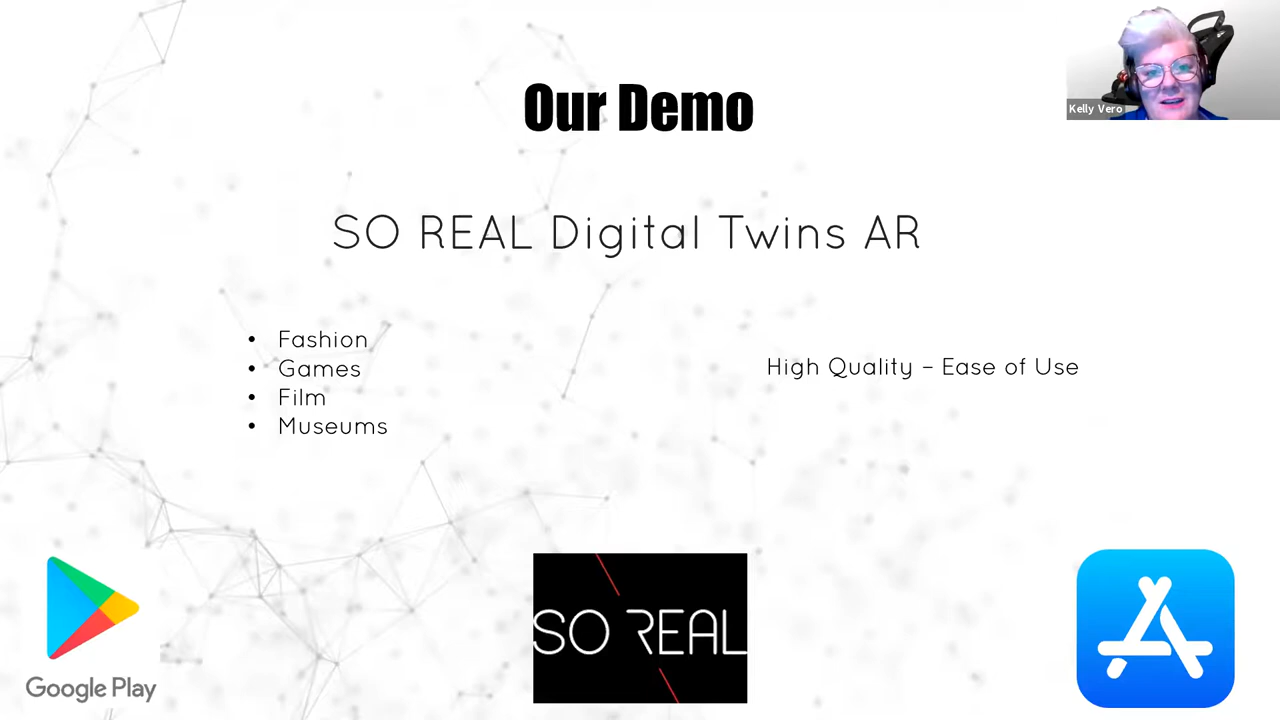 Our Demo
Kelly Vero
SO REAL Digital Twins AR
• Fashion
• Games
• Film
• Museums
High Quality – Ease of Use
Google Play
SO REAL